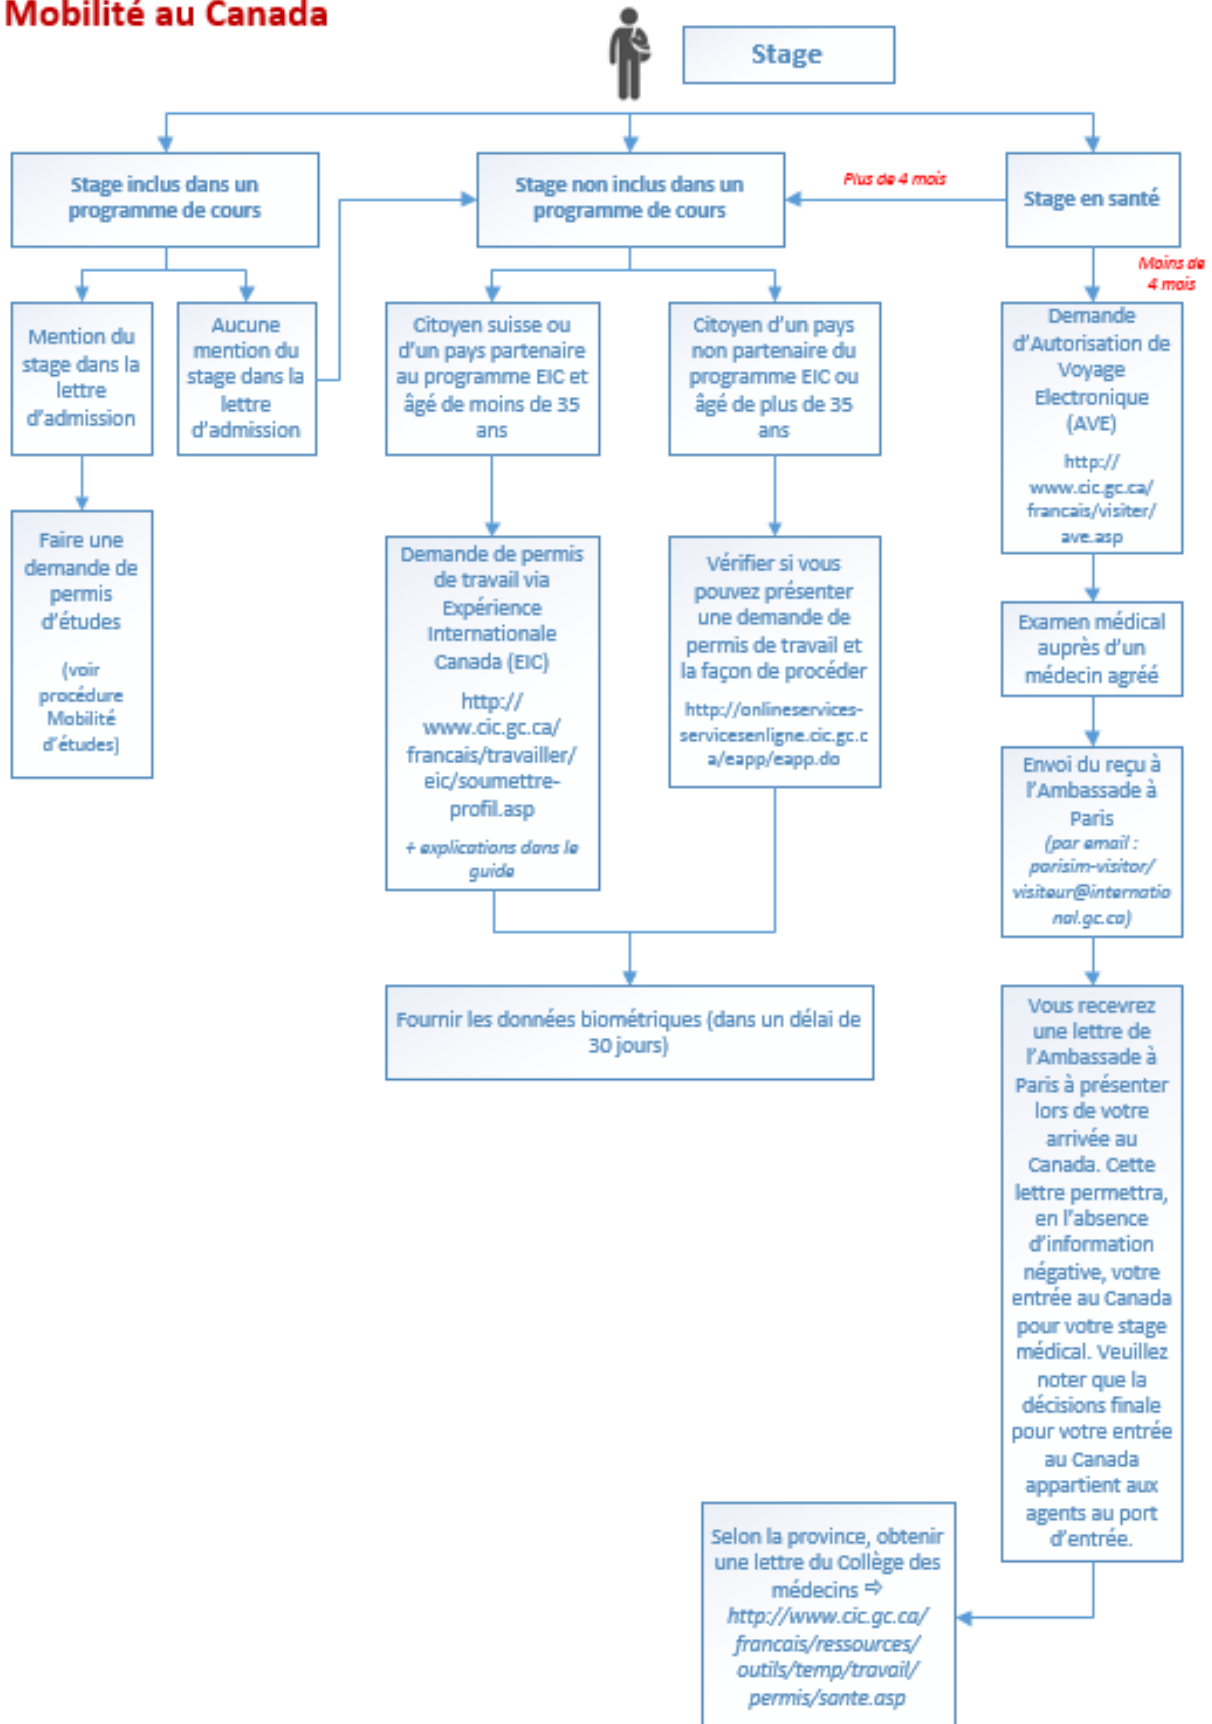 Mobilité au Canada
Stage
Stage inclus dans un
programme de cours
Stage non inclus dans un
programme de cours
Plus de 4 mois
Stage en santé
Moins de
4 mois
Mention du
stage dans la
lettre
d'admission
Aucune
mention du
stage dans la
lettre
d'admission
Citoyen suisse ou
d'un pays partenaire
au programme EIC et
âgé de moins de 35
ans
Citoyen d'un pays
non partenaire du
programme EIC ou
âgé de plus de 35
ans
Demande
d'Autorisation de
Voyage
Electronique
(AVE)
http://
www.cic.gc.ca/
francais/visiter/
ave.asp
Faire une
demande de
permis
d'études
(voir
procédure
Mobilité
d'études)
Demande de permis
de travail via
Expérience
Internationale
Canada (EIC)
http://
www.cic.gc.ca/
francais/travailler/
eic/soumettre-
profil.asp
+ explications dans le
guide
Vérifier si vous
pouvez présenter
une demande de
permis de travail et
la façon de procéder
http://onlineservices-
servicesenligne.cic.gc.c
a/eapp/eapp.do
Examen médical
auprès d'un
médecin agréé
Envoi du reçu à
l'Ambassade à
Paris
(par email :
parisim-visitor/
visiteur@internatio
nal.gc.ca)
Fournir les données biométriques (dans un délai de
30 jours)
Vous recevrez
une lettre de
l'Ambassade à
Paris à présenter
lors de votre
arrivée au
Canada. Cette
lettre permettra,
en l'absence
d'information
négative, votre
entrée au Canada
pour votre stage
médical. Veuillez
noter que la
décisions finale
pour votre entrée
au Canada
appartient aux
agents au port
d'entrée.
Selon la province, obtenir
une lettre du Collège des
médecins ⇨
http://www.cic.gc.ca/
francais/ressources/
outils/temp/travail/
permis/sante.asp